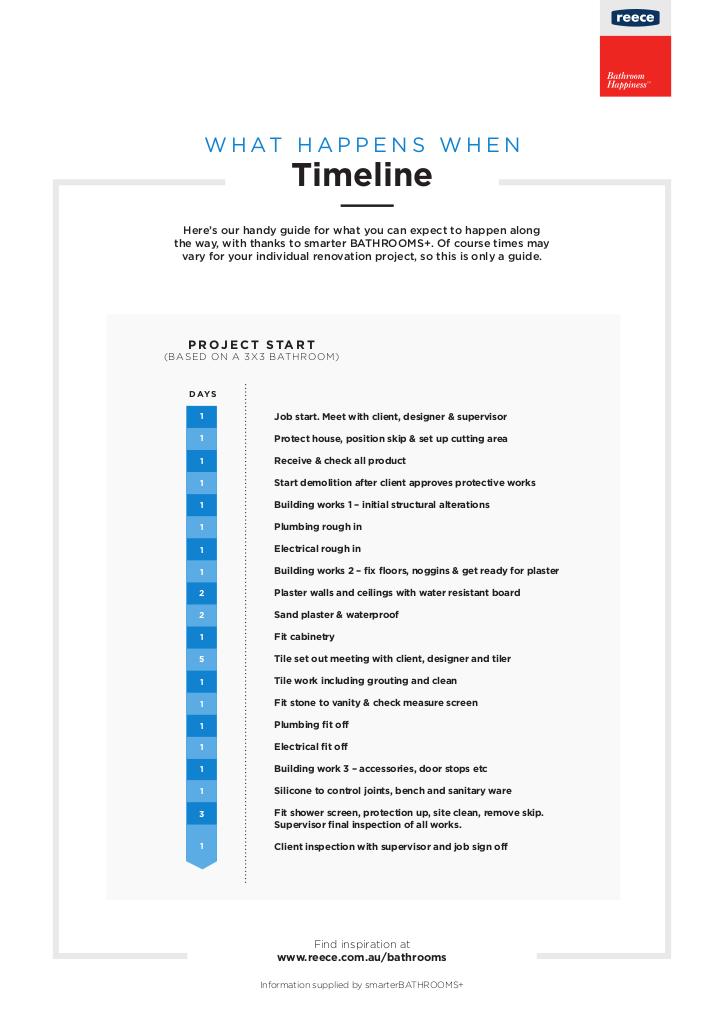 reece
Bathroom
Happiness™
WHAT HAPPENS WHEN
Timeline
Here's our handy guide for what you can expect to happen along
the way, with thanks to smarter BATHROOMS+. Of course times may
vary for your individual renovation project, so this is only a guide.
PROJECT START
(BASED ON A 3X3 BATHROOM)
DAYS
1 Job start. Meet with client, designer & supervisor
1 Protect house, position skip & set up cutting area
1 Receive & check all product
1 Start demolition after client approves protective works
1 Building works 1 – initial structural alterations
1 Plumbing rough in
1 Electrical rough in
1 Building works 2 – fix floors, noggins & get ready for plaster
2 Plaster walls and ceilings with water resistant board
2 Sand plaster & waterproof
1 Fit cabinetry
5 Tile set out meeting with client, designer and tiler
1 Tile work including grouting and clean
1 Fit stone to vanity & check measure screen
1 Plumbing fit off
1 Electrical fit off
1 Building work 3 – accessories, door stops etc
1 Silicone to control joints, bench and sanitary ware
3 Fit shower screen, protection up, site clean, remove skip.
Supervisor final inspection of all works.
1 Client inspection with supervisor and job sign off
Find inspiration at
www.reece.com.au/bathrooms
Information supplied by smarterBATHROOMS+